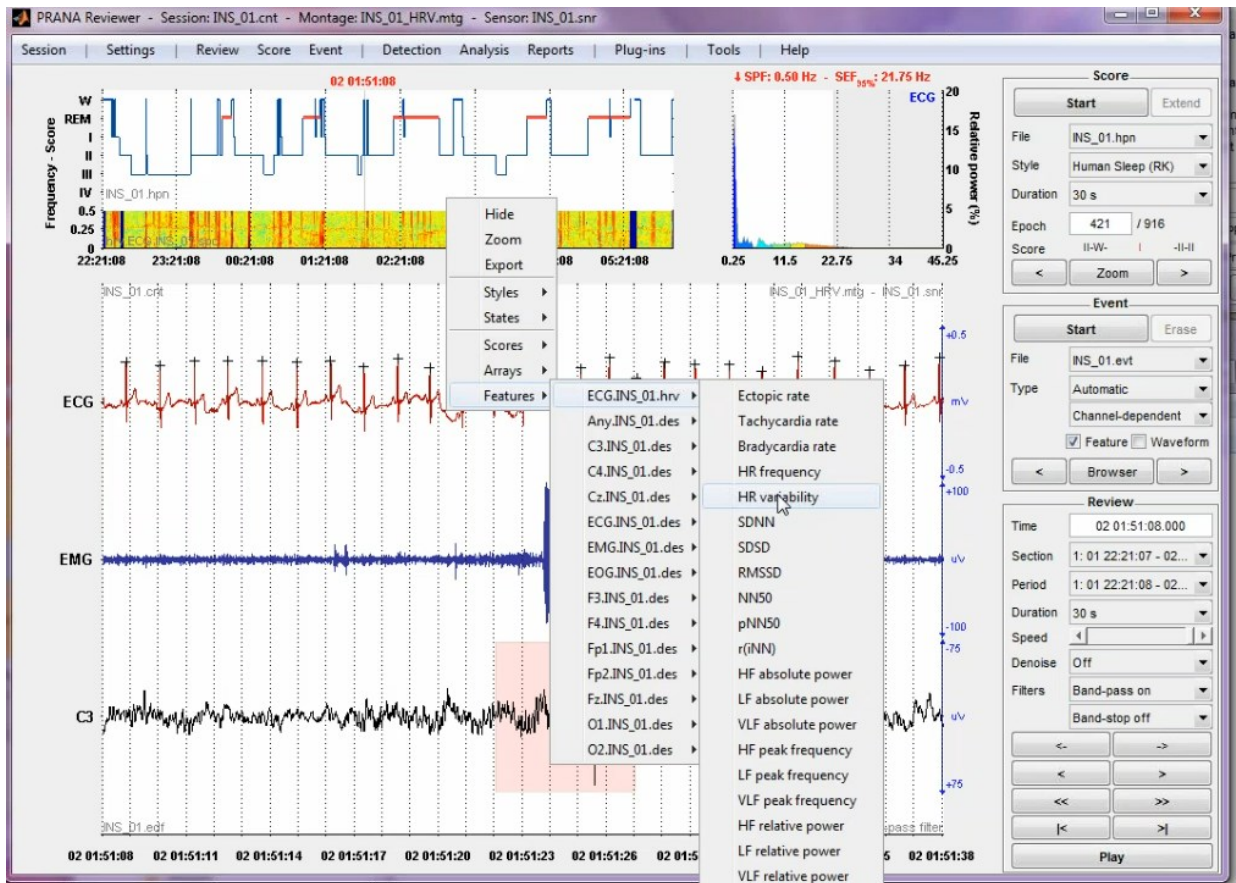 PRANA Reviewer - Session: INS_01.cnt - Montage: INS_01_HRV.mtg - Sensor: INS_01.snr
Session | Settings | Review Score Event | Detection Analysis Reports | Plug-ins | Tools | Help
02 01:51:08
Frequency - Score
W
REM
I
II
III
IV
INS_01.hpn
0.5
0.25
0
22:21:08 23:21:08 00:21:08 01:21:08 02:21:08 :08 05:21:08
↓ SPF: 0.50 Hz - SEF95%: 21.75 Hz
ECG
20
15
10
5
0
Relative power (%)
0.25 11.5 22.75 34 45.25
INS_01.cnt
INS_01_HRV.mtg - INS_01.snr
ECG
+0.5
mV
-0.5
EMG
+100
uV
-100
C3
-75
uV
+75
INS_01.edf
pass filter
02 01:51:08 02 01:51:11 02 01:51:14 02 01:51:17 02 01:51:20 02 01:51:23 02 01:51:26 02 01:5 5 02 01:51:38
Hide
Zoom
Export
Styles
States
Scores
Arrays
Features
ECG.INS_01.hrv
Any.INS_01.des
C3.INS_01.des
C4.INS_01.des
Cz.INS_01.des
ECG.INS_01.des
EMG.INS_01.des
EOG.INS_01.des
F3.INS_01.des
F4.INS_01.des
Fp1.INS_01.des
Fp2.INS_01.des
Fz.INS_01.des
O1.INS_01.des
O2.INS_01.des
Ectopic rate
Tachycardia rate
Bradycardia rate
HR frequency
HR variability
SDNN
SDSD
RMSSD
NN50
pNN50
r(iNN)
HF absolute power
LF absolute power
VLF absolute power
HF peak frequency
LF peak frequency
VLF peak frequency
HF relative power
LF relative power
VLF relative power
Score
Start Extend
File INS_01.hpn
Style Human Sleep (RK)
Duration 30 s
Epoch 421 / 916
Score II-W- I -II-II
< Zoom >
Event
Start Erase
File INS_01.evt
Type Automatic
Channel-dependent
Feature Waveform
< Browser >
Review
Time 02 01:51:08.000
Section 1: 01 22:21:07 - 02...
Period 1: 01 22:21:08 - 02...
Duration 30 s
Speed
Denoise Off
Filters Band-pass on
Band-stop off
<- ->
< >
<< >>
|< >|
Play